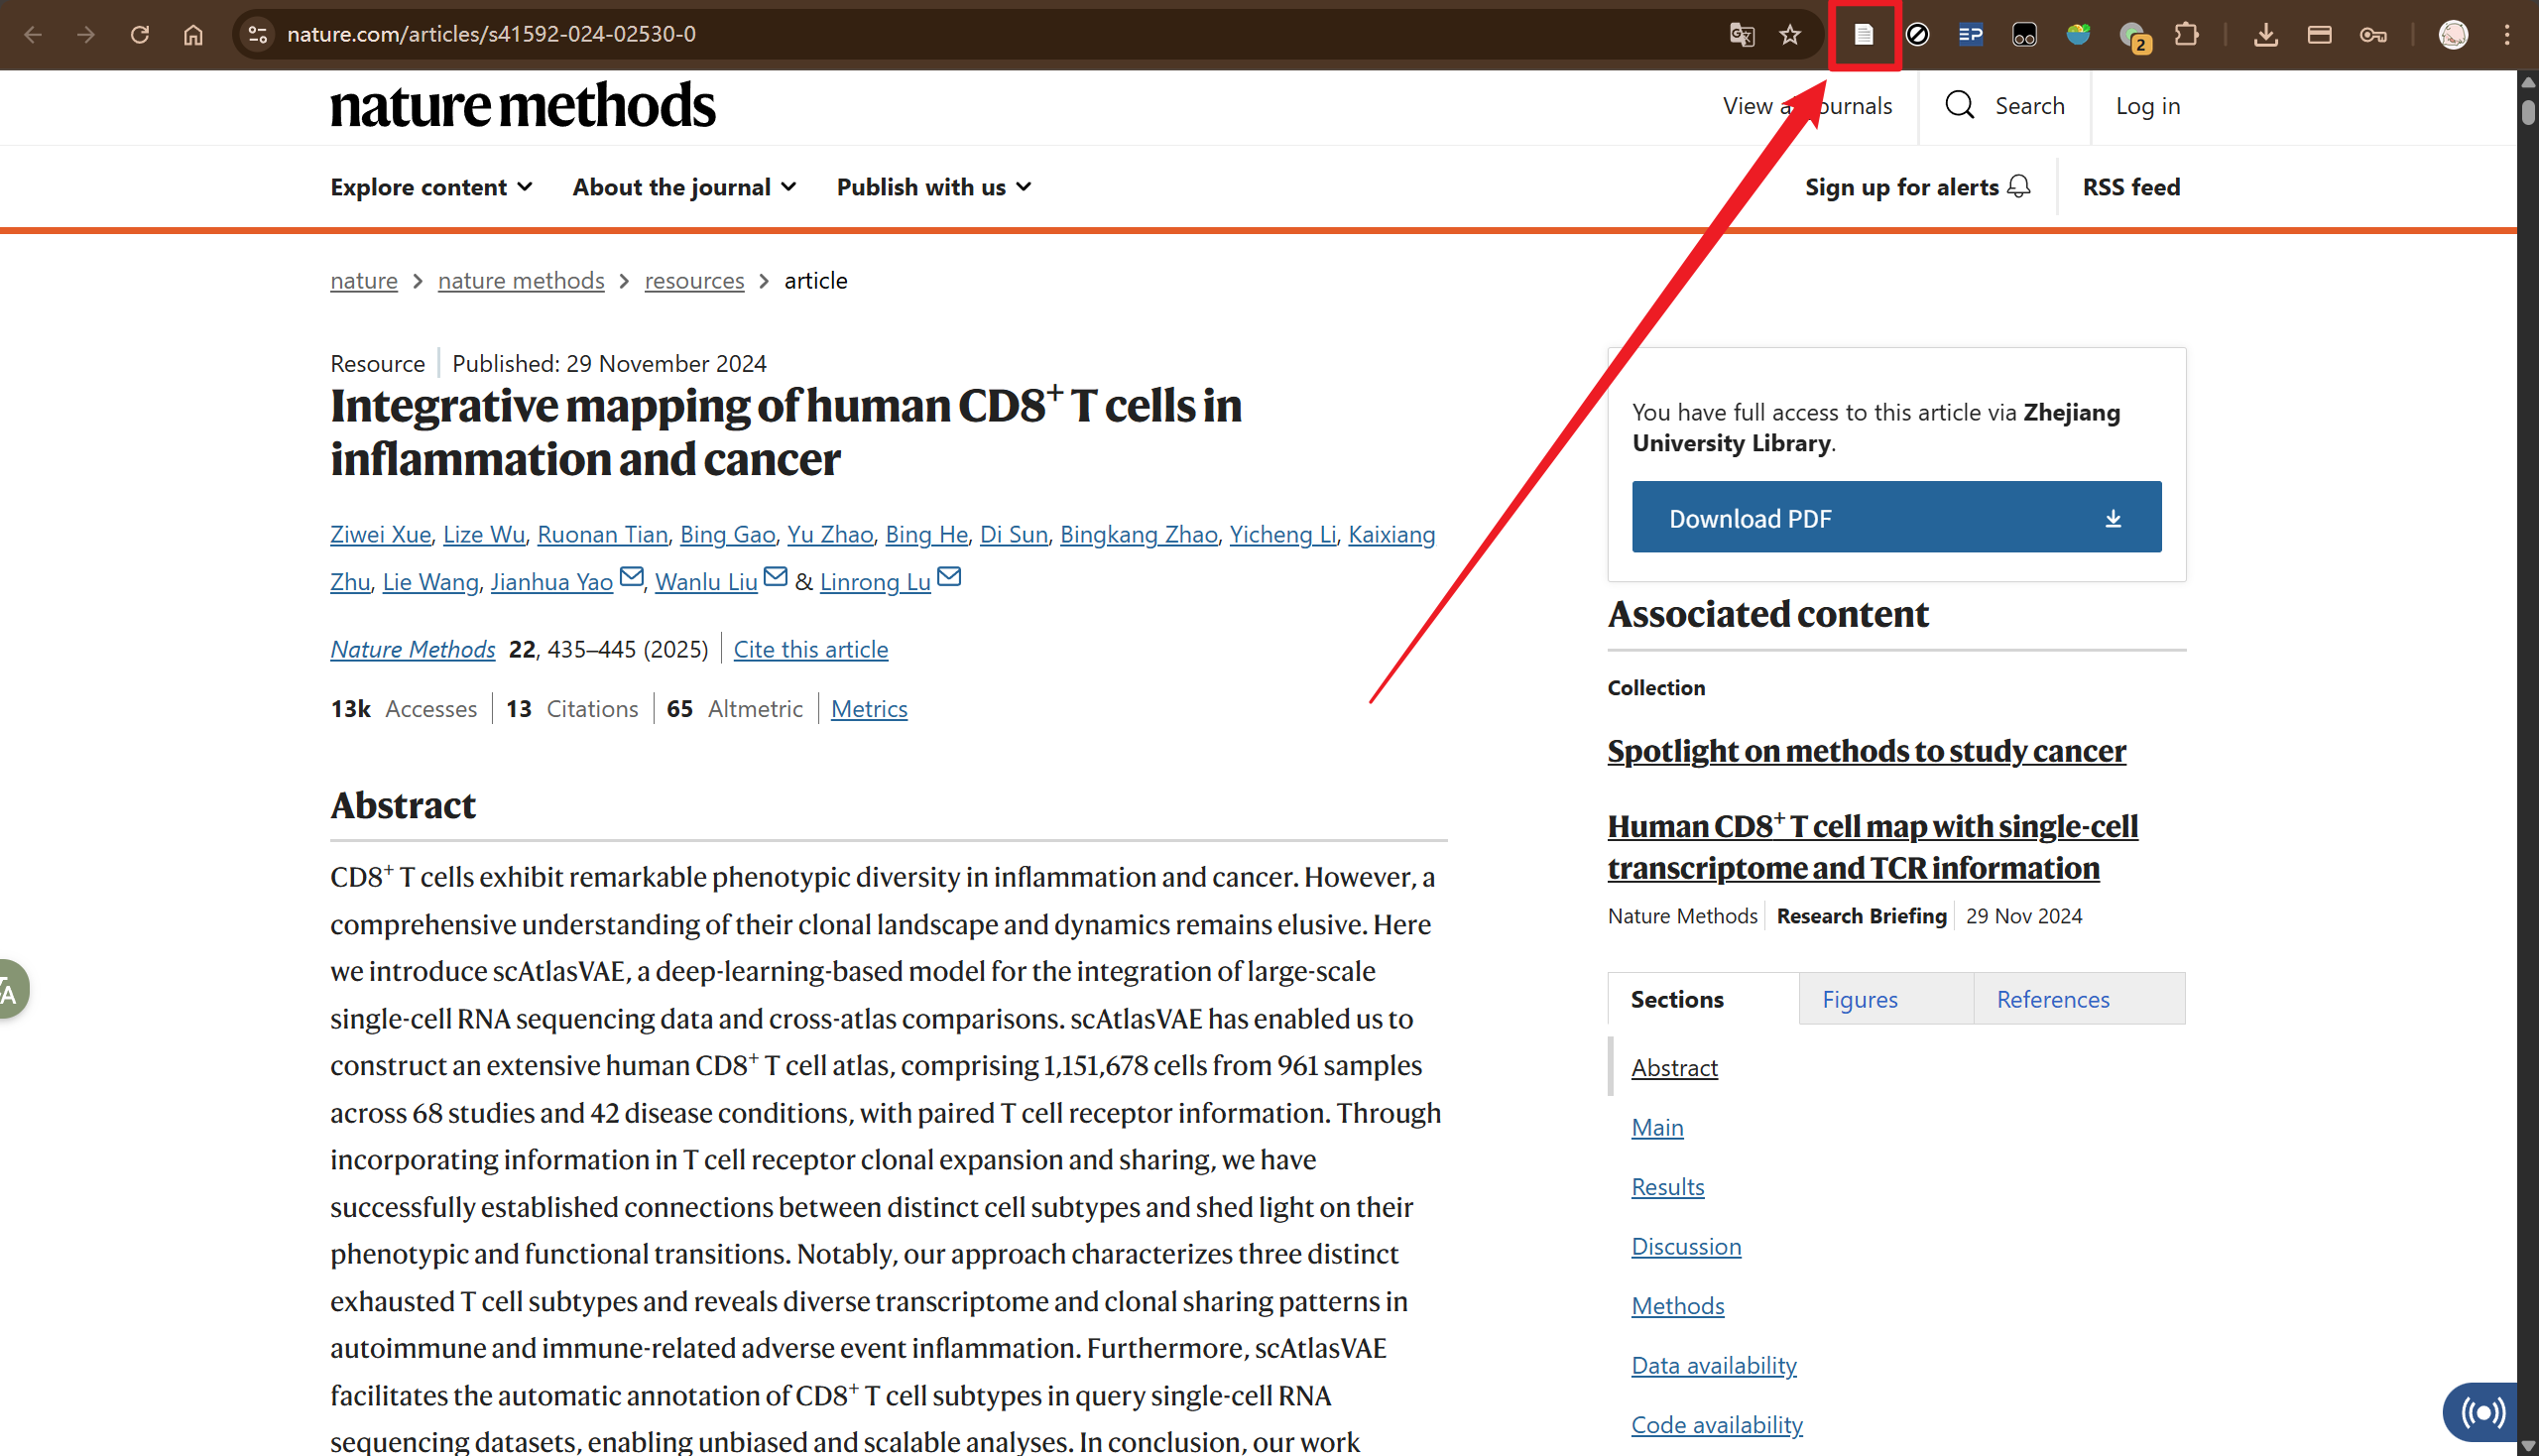 nature.com/articles/s41592-024-02530-0
2
nature methods
View a ournals
Search
Log in
Explore content
About the journal
Publish with us
Sign up for alerts
RSS feed
nature > nature methods > resources > article
Resource | Published: 29 November 2024
Integrative mapping of human CD8⁺ T cells in
inflammation and cancer
Ziwei Xue, Lize Wu, Ruonan Tian, Bing Gao, Yu Zhao, Bing He, Di Sun, Bingkang Zhao, Yicheng Li, Kaixiang
Zhu, Lie Wang, Jianhua Yao, Wanlu Liu & Linrong Lu
Nature Methods 22, 435–445 (2025) | Cite this article
13k Accesses | 13 Citations | 65 Altmetric | Metrics
Abstract
CD8⁺ T cells exhibit remarkable phenotypic diversity in inflammation and cancer. However, a
comprehensive understanding of their clonal landscape and dynamics remains elusive. Here
we introduce scAtlasVAE, a deep-learning-based model for the integration of large-scale
single-cell RNA sequencing data and cross-atlas comparisons. scAtlasVAE has enabled us to
construct an extensive human CD8⁺ T cell atlas, comprising 1,151,678 cells from 961 samples
across 68 studies and 42 disease conditions, with paired T cell receptor information. Through
incorporating information in T cell receptor clonal expansion and sharing, we have
successfully established connections between distinct cell subtypes and shed light on their
phenotypic and functional transitions. Notably, our approach characterizes three distinct
exhausted T cell subtypes and reveals diverse transcriptome and clonal sharing patterns in
autoimmune and immune-related adverse event inflammation. Furthermore, scAtlasVAE
facilitates the automatic annotation of CD8⁺ T cell subtypes in query single-cell RNA
sequencing datasets, enabling unbiased and scalable analyses. In conclusion, our work
You have full access to this article via Zhejiang
University Library.
Download PDF
Associated content
Collection
Spotlight on methods to study cancer
Human CD8⁺ T cell map with single-cell
transcriptome and TCR information
Nature Methods | Research Briefing | 29 Nov 2024
Sections
Figures
References
Abstract
Main
Results
Discussion
Methods
Data availability
Code availability